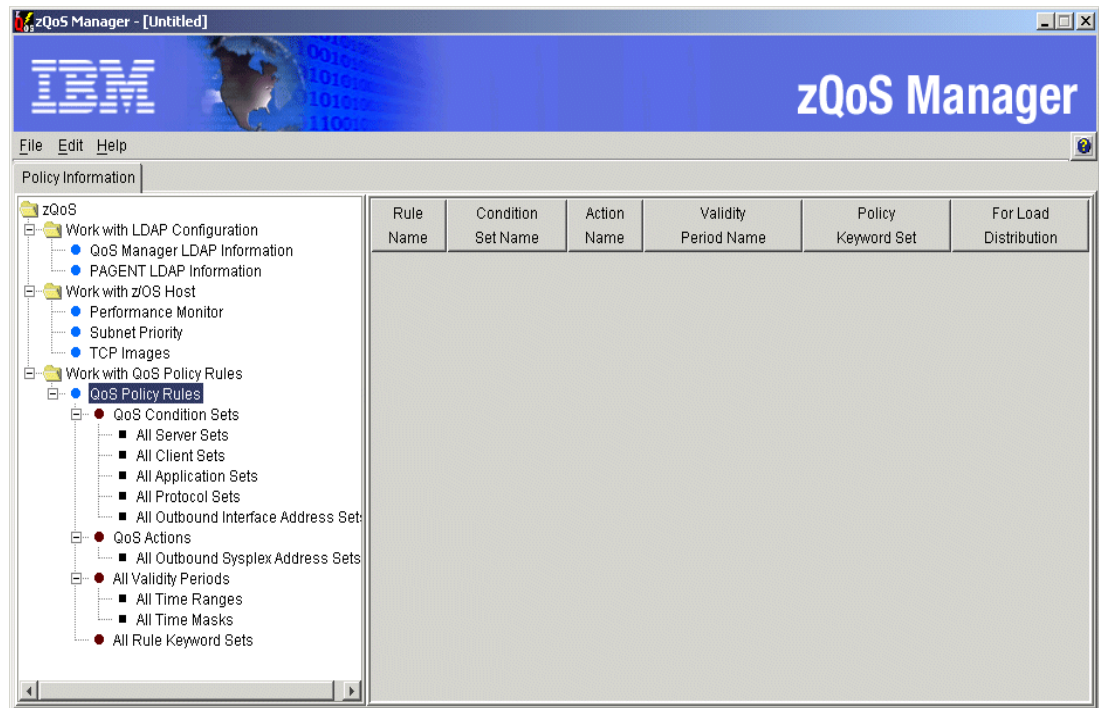 zQoS Manager - [Untitled]
IBM
zQoS Manager
File Edit Help
Policy Information
zQoS
Work with LDAP Configuration
QoS Manager LDAP Information
PAGENT LDAP Information
Work with z/OS Host
Performance Monitor
Subnet Priority
TCP Images
Work with QoS Policy Rules
QoS Policy Rules
QoS Condition Sets
All Server Sets
All Client Sets
All Application Sets
All Protocol Sets
All Outbound Interface Address Set
QoS Actions
All Outbound Sysplex Address Sets
All Validity Periods
All Time Ranges
All Time Masks
All Rule Keyword Sets
Rule Condition Action Validity Policy For Load
Name Set Name Name Period Name Keyword Set Distribution